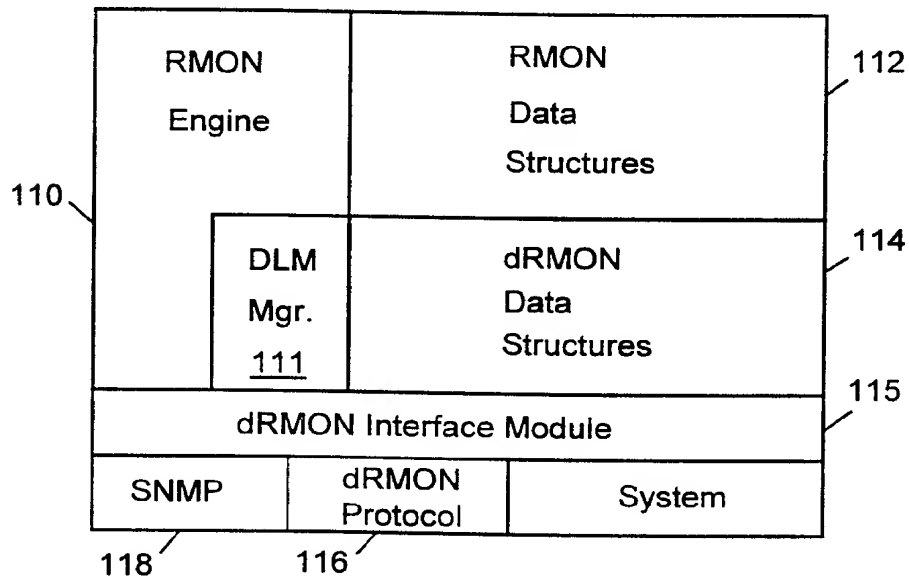 RMON
Engine
RMON
Data
Structures
112
110
DLM
Mgr.
111
dRMON
Data
Structures
114
115
dRMON Interface Module
SNMP
dRMON
Protocol
System
118
116